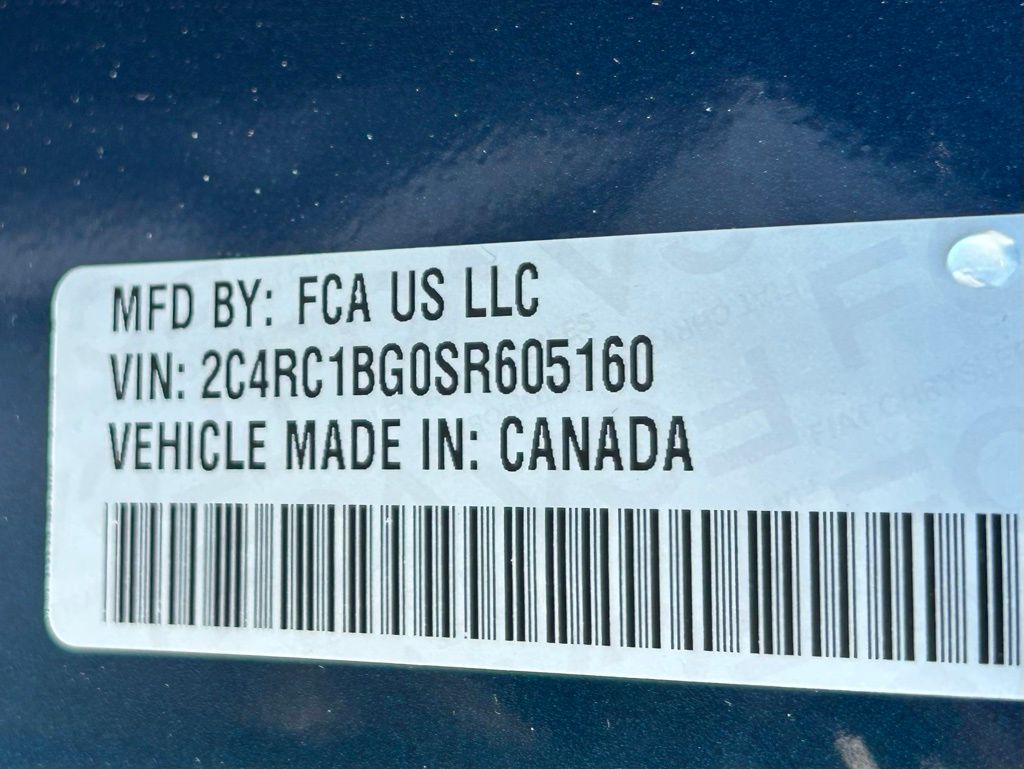 MFD BY: FCA US LLC
VIN: 2C4RC1BG0SR605160
VEHICLE MADE IN: CANADA